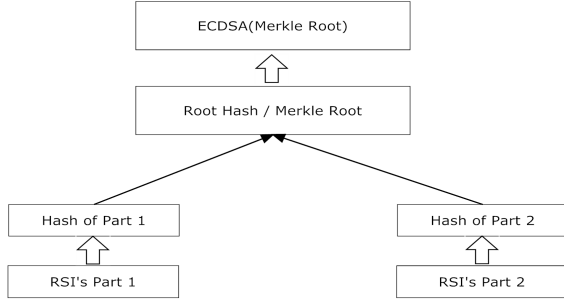 ECDSA(Merkle Root)
Root Hash / Merkle Root
Hash of Part 1
Hash of Part 2
RSI's Part 1
RSI's Part 2